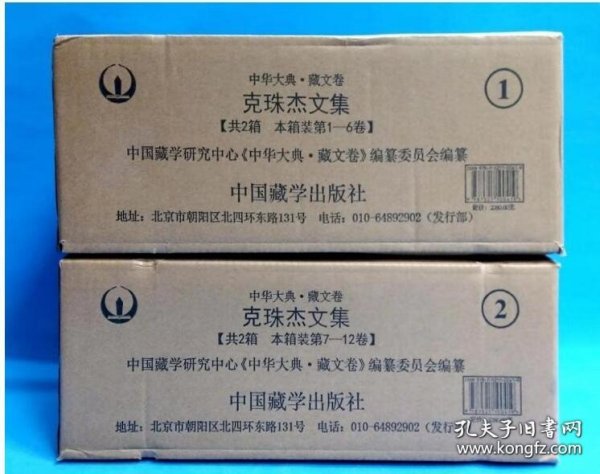 中华大典·藏文卷
1
克珠杰文集
【共2箱 本箱装第1—6卷】
中国藏学研究中心《中华大典·藏文卷》编纂委员会编纂
中国藏学出版社
地址：北京市朝阳区北四环东路131号 电话：010-64892902（发行部）
中华大典·藏文卷
2
克珠杰文集
【共2箱 本箱装第7—12卷】
中国藏学研究中心《中华大典·藏文卷》编纂委员会编纂
中国藏学出版社
地址：北京市朝阳区北四环东路131号 电话：010-64892902（发行
孔夫子旧书网
www.kongfz.com